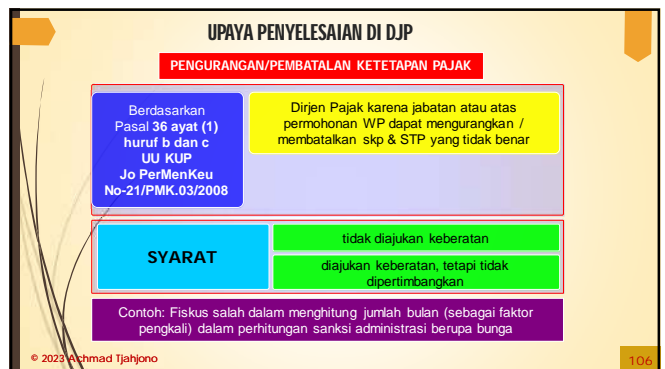 UPAYA PENYELESAIAN DI DJP
PENGURANGAN/PEMBATALAN KETETAPAN PAJAK
Berdasarkan
Pasal 36 ayat (1)
huruf b dan c
UU KUP
Jo PerMenKeu
No-21/PMK.03/2008
Dirjen Pajak karena jabatan atau atas
permohonan WP dapat mengurangkan /
membatalkan skp & STP yang tidak benar
SYARAT
tidak diajukan keberatan
diajukan keberatan, tetapi tidak
dipertimbangkan
Contoh: Fiskus salah dalam menghitung jumlah bulan (sebagai faktor
pengkali) dalam perhitungan sanksi administrasi berupa bunga
© 2023 Achmad Tjahjono
106